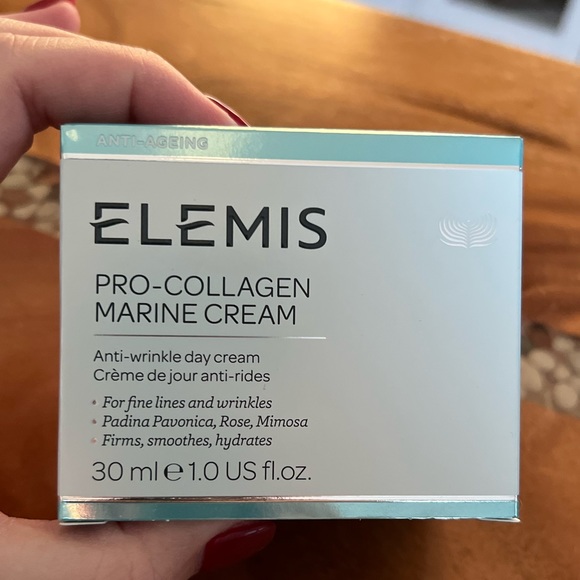 ANTI-AGEING
ELEMIS
PRO-COLLAGEN
MARINE CREAM
Anti-wrinkle day cream
Crème de jour anti-rides
• For fine lines and wrinkles
• Padina Pavonica, Rose, Mimosa
• Firms, smoothes, hydrates
30 ml ℮ 1.0 US fl.oz.